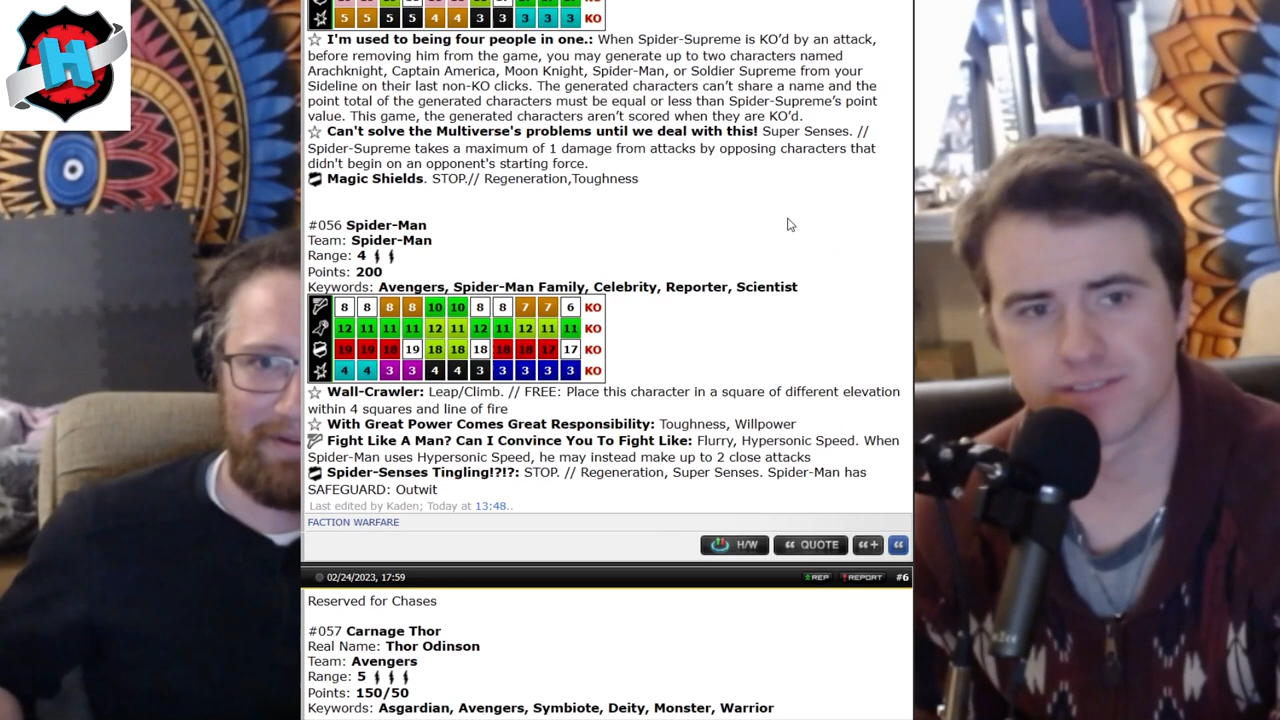 H
5 5 5 5 4 4 3 3 3 3 3 KO
I'm used to being four people in one.: When Spider-Supreme is KO'd by an attack,
before removing him from the game, you may generate up to two characters named
Arachknight, Captain America, Moon Knight, Spider-Man, or Soldier Supreme from your
Sideline on their last non-KO clicks. The generated characters can't share a name and the
point total of the generated characters must be equal or less than Spider-Supreme's point
value. This game, the generated characters aren't scored when they are KO'd.
Can't solve the Multiverse's problems until we deal with this! Super Senses. //
Spider-Supreme takes a maximum of 1 damage from attacks by opposing characters that
didn't begin on an opponent's starting force.
Magic Shields. STOP.// Regeneration,Toughness
#056 Spider-Man
Team: Spider-Man
Range: 4
Points: 200
Keywords: Avengers, Spider-Man Family, Celebrity, Reporter, Scientist
8 8 8 8 10 10 8 8 7 7 6 KO
12 11 11 11 12 11 12 11 12 11 11 KO
19 19 18 19 18 18 18 18 18 17 17 KO
4 4 3 3 4 4 3 3 3 3 3 KO
Wall-Crawler: Leap/Climb. // FREE: Place this character in a square of different elevation
within 4 squares and line of fire
With Great Power Comes Great Responsibility: Toughness, Willpower
Fight Like A Man? Can I Convince You To Fight Like: Flurry, Hypersonic Speed. When
Spider-Man uses Hypersonic Speed, he may instead make up to 2 close attacks
Spider-Senses Tingling!?!?: STOP. // Regeneration, Super Senses. Spider-Man has
SAFEGUARD: Outwit
Last edited by Kaden; Today at 13:48..
FACTION WARFARE
H/W QUOTE
02/24/2023, 17:59 REP REPORT #6
Reserved for Chases
#057 Carnage Thor
Real Name: Thor Odinson
Team: Avengers
Range: 5
Points: 150/50
Keywords: Asgardian, Avengers, Symbiote, Deity, Monster, Warrior